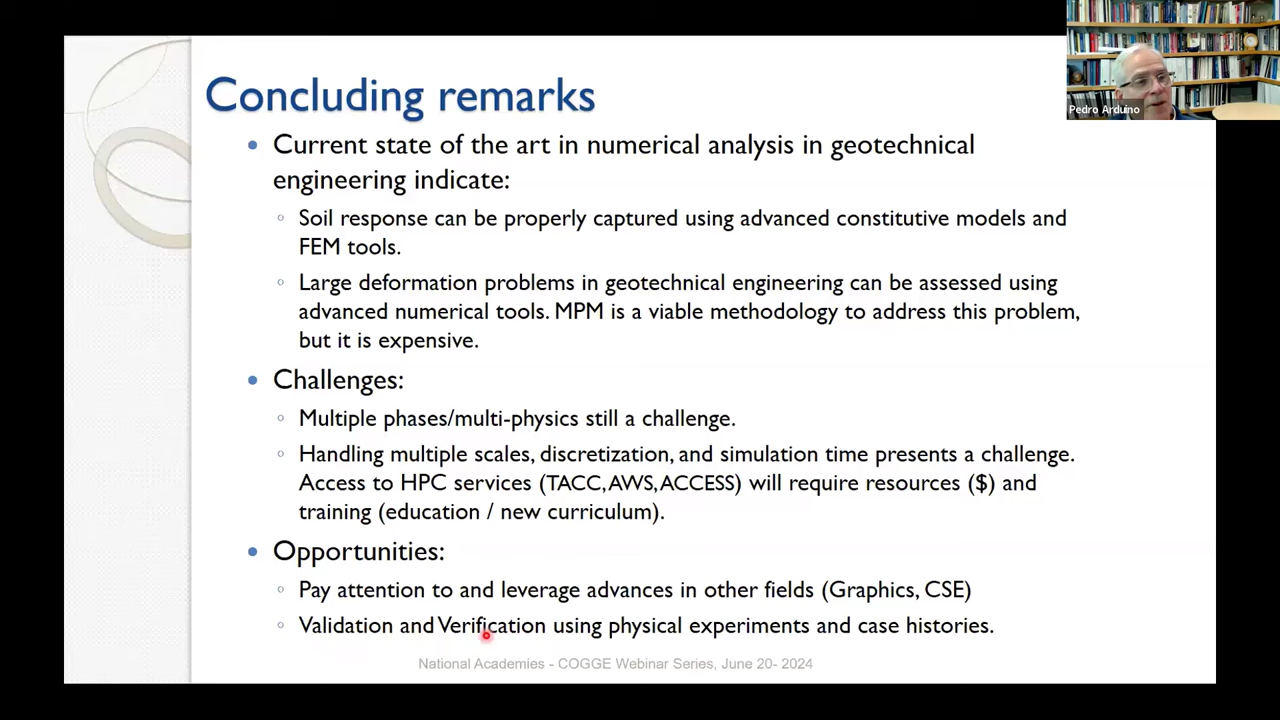 Concluding remarks
Pedro Arduino
• Current state of the art in numerical analysis in geotechnical
engineering indicate:
◦ Soil response can be properly captured using advanced constitutive models and
FEM tools.
◦ Large deformation problems in geotechnical engineering can be assessed using
advanced numerical tools. MPM is a viable methodology to address this problem,
but it is expensive.
• Challenges:
◦ Multiple phases/multi-physics still a challenge.
◦ Handling multiple scales, discretization, and simulation time presents a challenge.
Access to HPC services (TACC, AWS, ACCESS) will require resources ($) and
training (education / new curriculum).
• Opportunities:
◦ Pay attention to and leverage advances in other fields (Graphics, CSE)
◦ Validation and Verification using physical experiments and case histories.
National Academies - COGGE Webinar Series, June 20- 2024